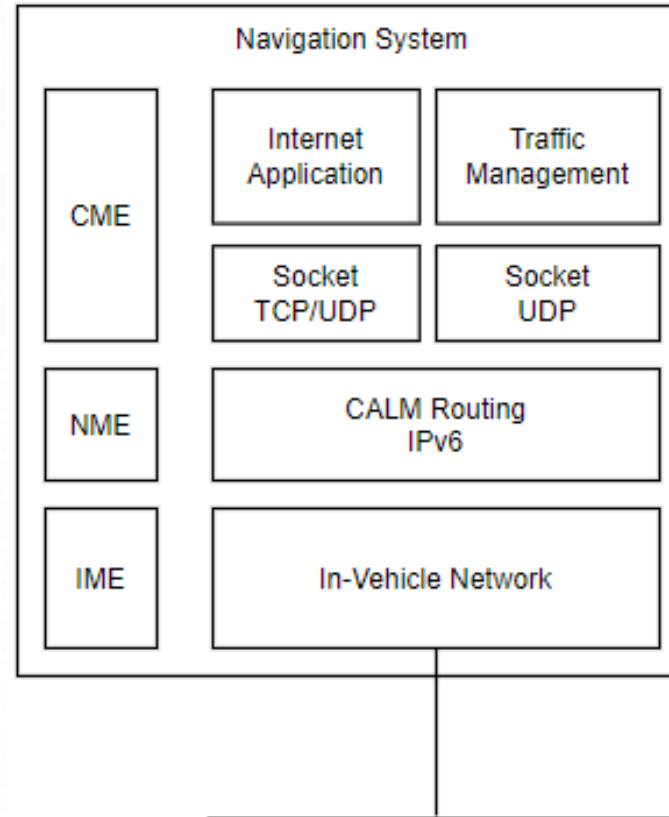 Navigation System
CME
Internet
Application
Traffic
Management
Socket
TCP/UDP
Socket
UDP
NME
CALM Routing
IPv6
IME
In-Vehicle Network